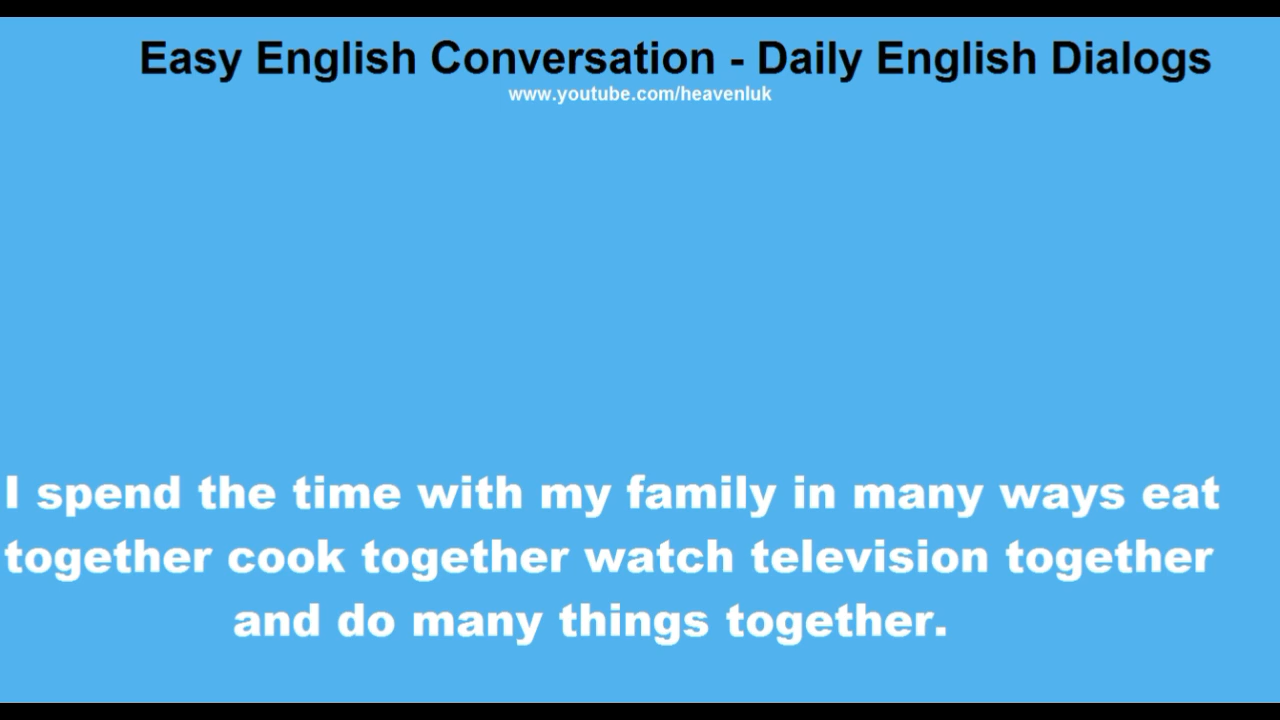 Easy English Conversation - Daily English Dialogs
www.youtube.com/heavenluk
I spend the time with my family in many ways eat
together cook together watch television together
and do many things together.